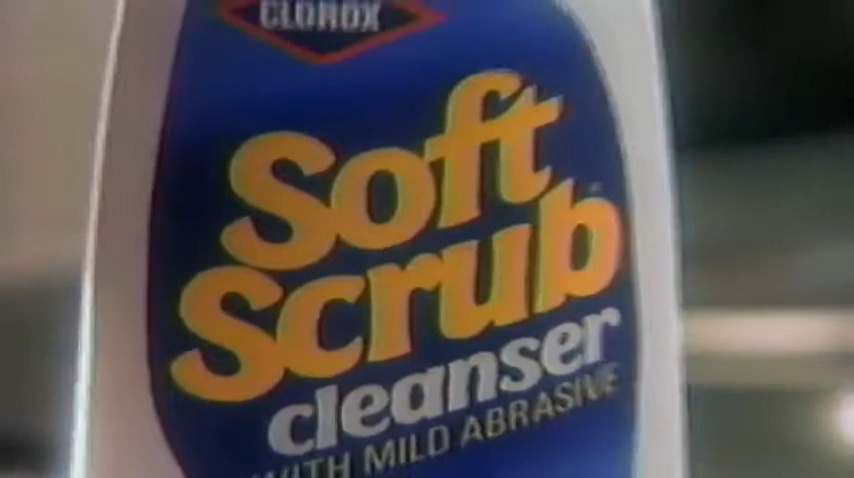 CLOROX
Soft
Scrub
cleanser
WITH MILD ABRASIVE